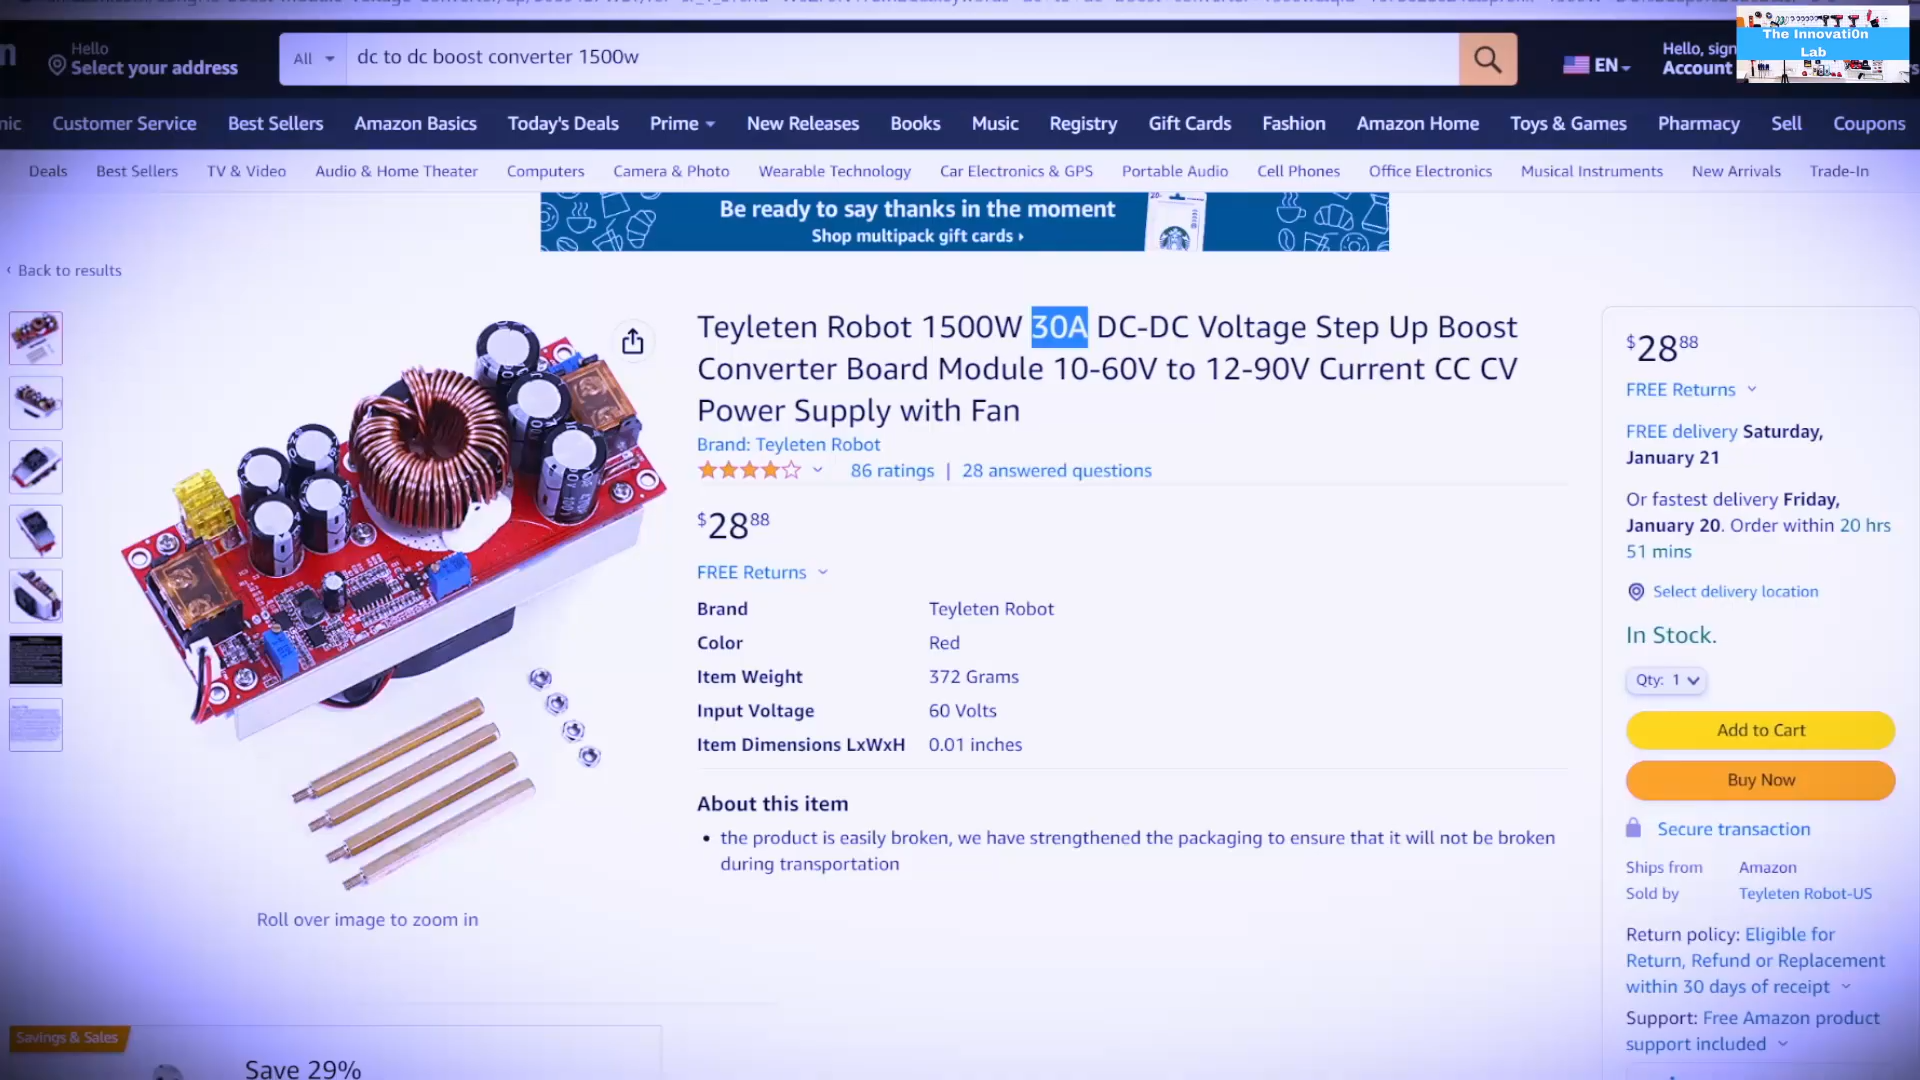 Hello
Select your address
All
dc to dc boost converter 1500w
EN
Hello, sign
Account
The Innovati0n
Lab
nic
Customer Service
Best Sellers
Amazon Basics
Today's Deals
Prime
New Releases
Books
Music
Registry
Gift Cards
Fashion
Amazon Home
Toys & Games
Pharmacy
Sell
Coupons
Deals
Best Sellers
TV & Video
Audio & Home Theater
Computers
Camera & Photo
Wearable Technology
Car Electronics & GPS
Portable Audio
Cell Phones
Office Electronics
Musical Instruments
New Arrivals
Trade-In
Be ready to say thanks in the moment
Shop multipack gift cards ›
‹ Back to results
Teyleten Robot 1500W 30A DC-DC Voltage Step Up Boost
Converter Board Module 10-60V to 12-90V Current CC CV
Power Supply with Fan
Brand: Teyleten Robot
86 ratings | 28 answered questions
$28 88
FREE Returns
Brand Teyleten Robot
Color Red
Item Weight 372 Grams
Input Voltage 60 Volts
Item Dimensions LxWxH 0.01 inches
About this item
• the product is easily broken, we have strengthened the packaging to ensure that it will not be broken
during transportation
Roll over image to zoom in
Savings & Sales
Save 29%
$28 88
FREE Returns
FREE delivery Saturday,
January 21
Or fastest delivery Friday,
January 20. Order within 20 hrs
51 mins
Select delivery location
In Stock.
Qty: 1
Add to Cart
Buy Now
Secure transaction
Ships from Amazon
Sold by Teyleten Robot-US
Return policy: Eligible for
Return, Refund or Replacement
within 30 days of receipt
Support: Free Amazon product
support included